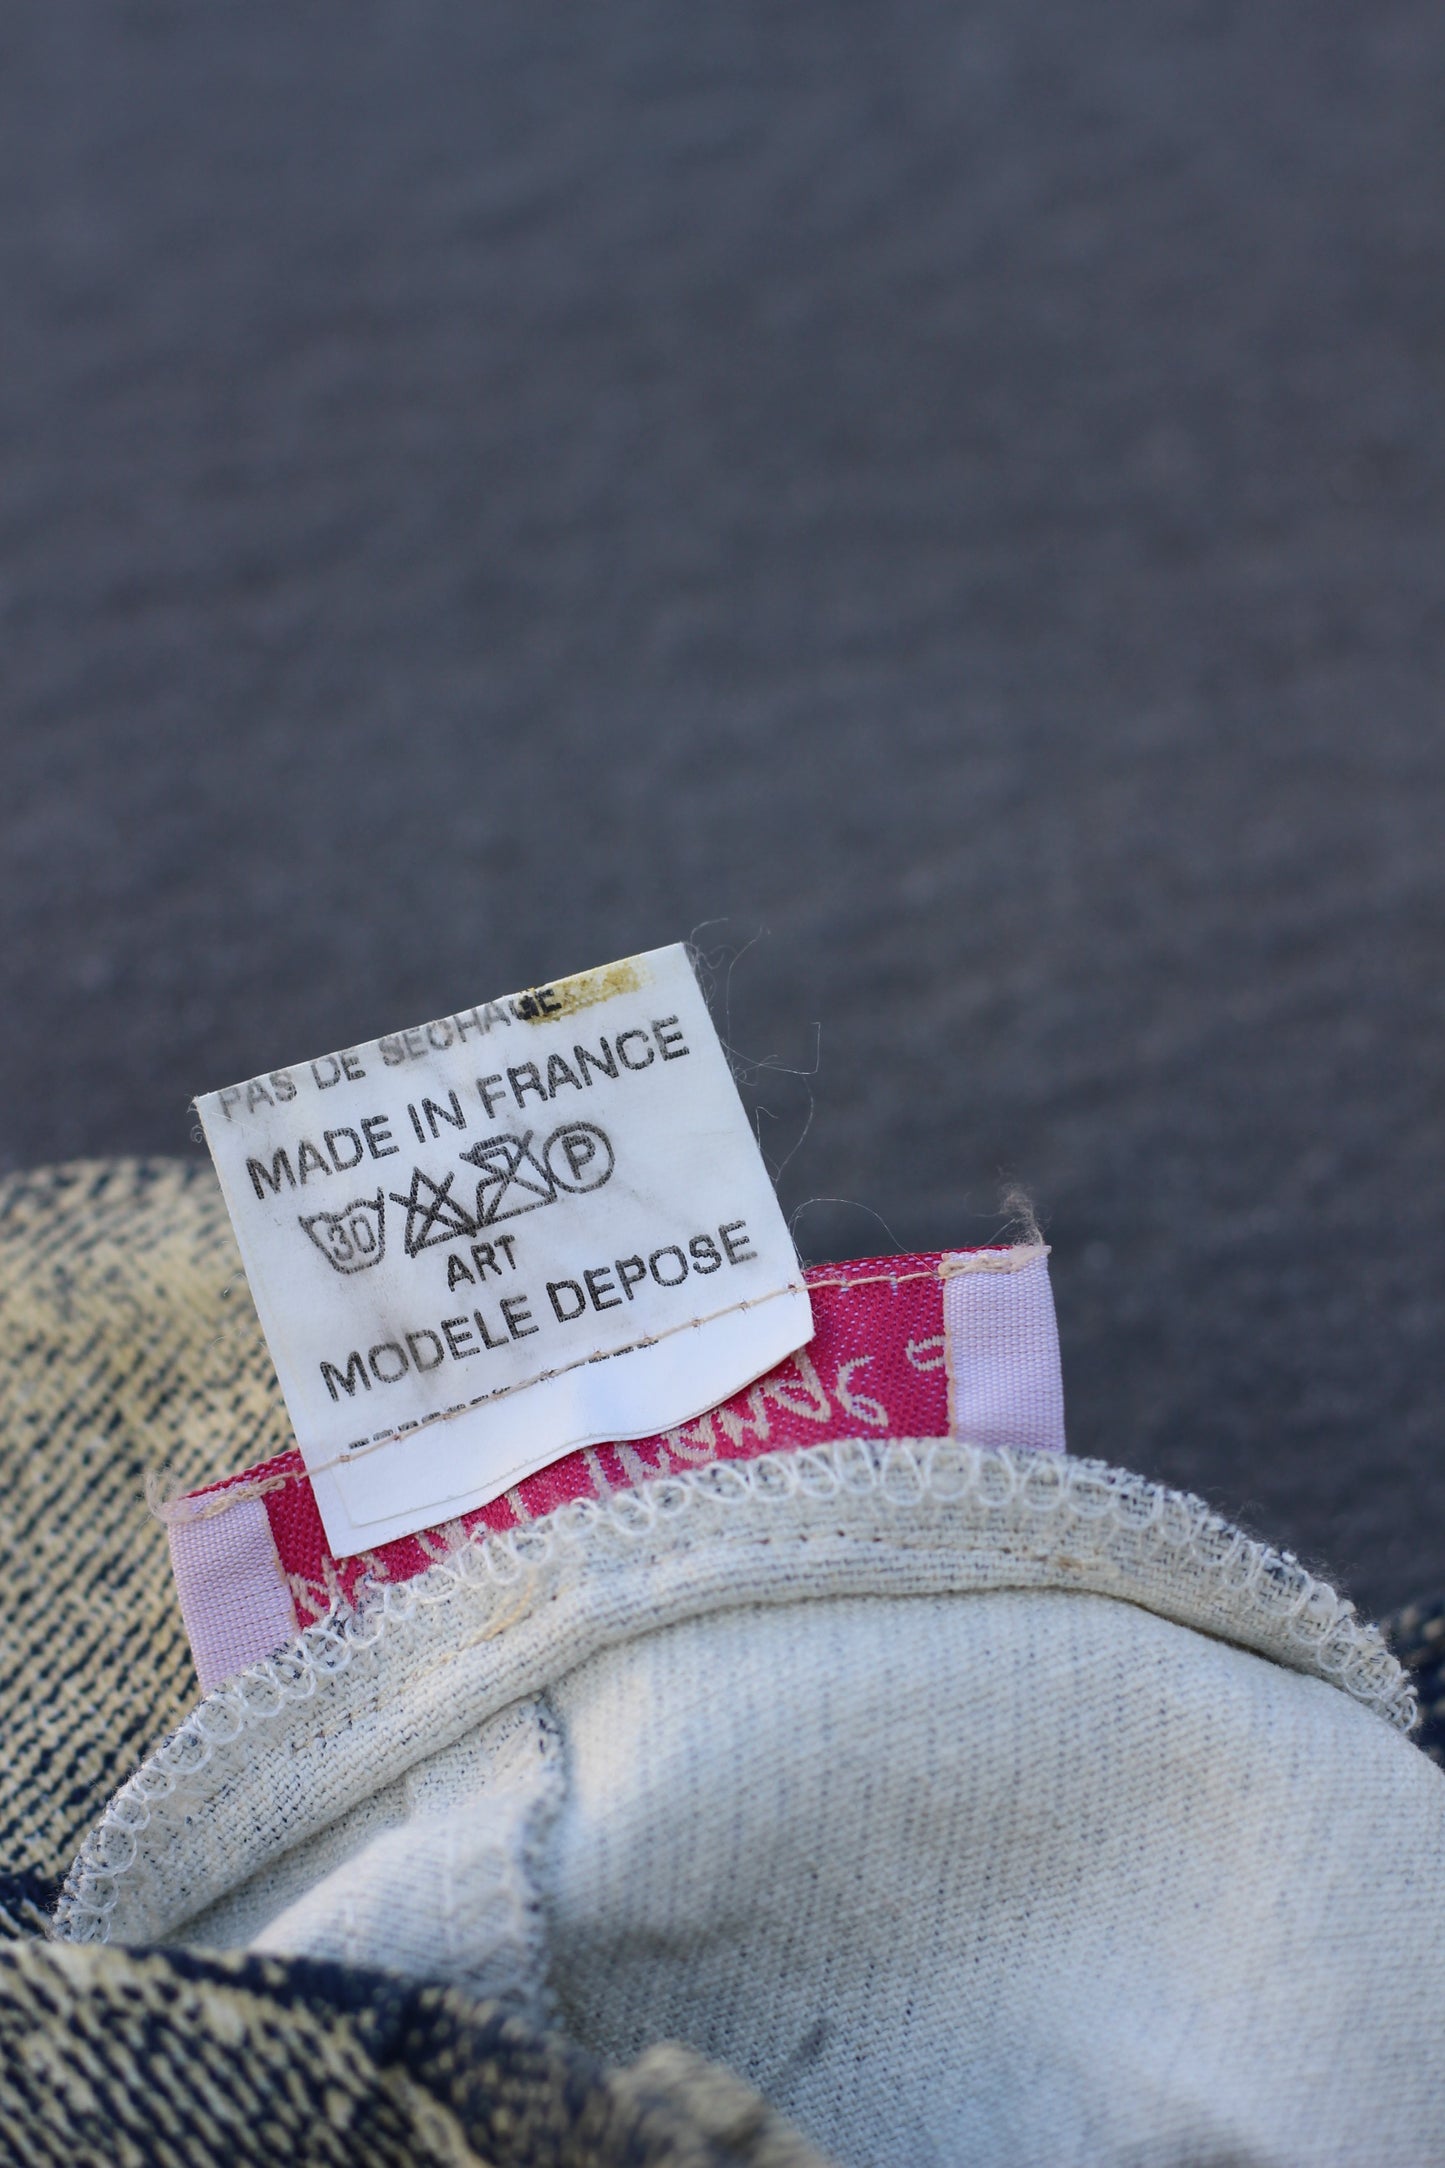 PAS DE SECHAGE
MADE IN FRANCE
30 P
ART
MODELE DEPOSE